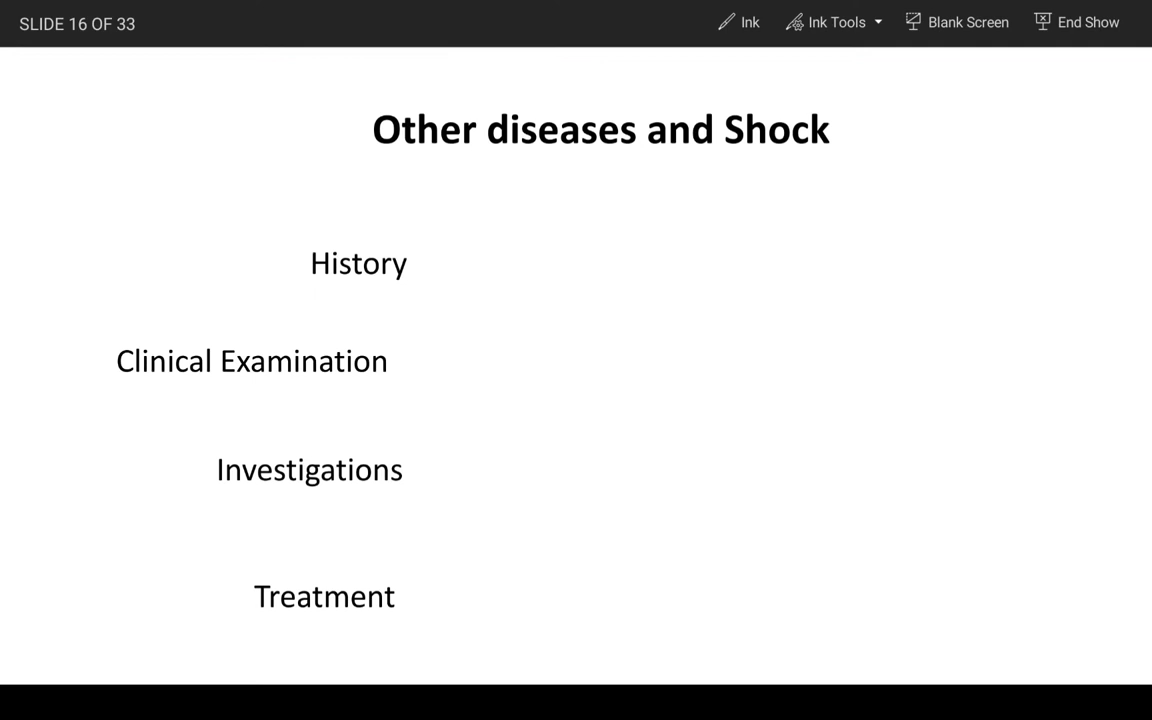 SLIDE 16 OF 33
Ink
Ink Tools
Blank Screen
End Show
Other diseases and Shock
History
Clinical Examination
Investigations
Treatment